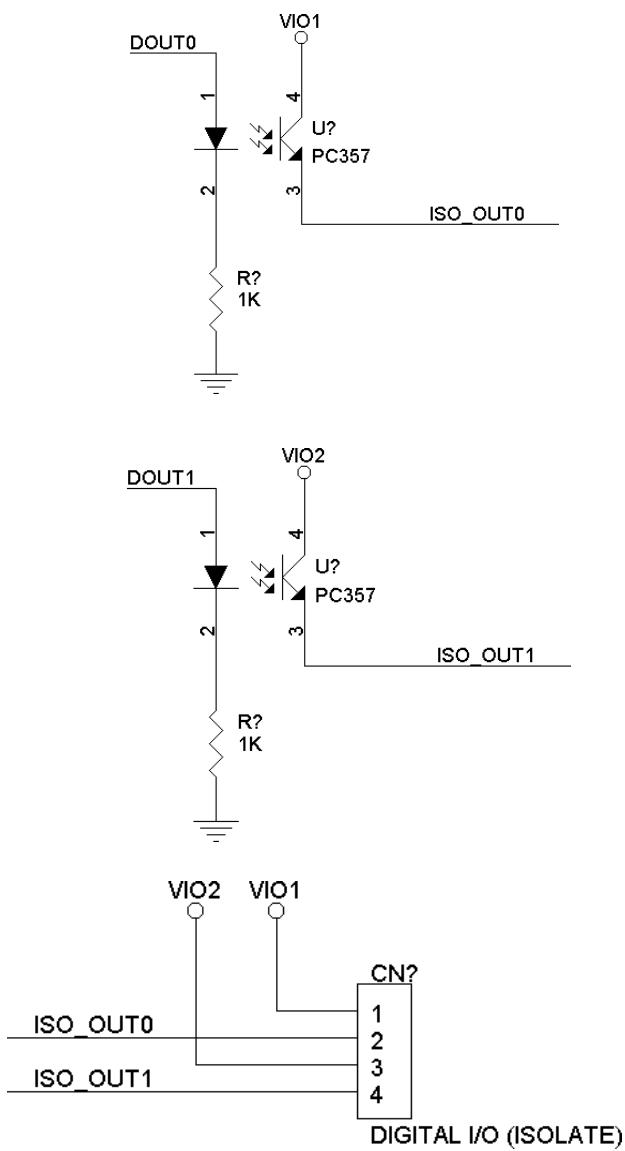 VIO1
DOUT0
1
4
U?
PC357
2
3
ISO_OUT0
R?
1K
VIO2
DOUT1
1
4
U?
PC357
2
3
ISO_OUT1
R?
1K
VIO2 VIO1
CN?
1
ISO_OUT0 2
3
ISO_OUT1 4
DIGITAL I/O (ISOLATE)